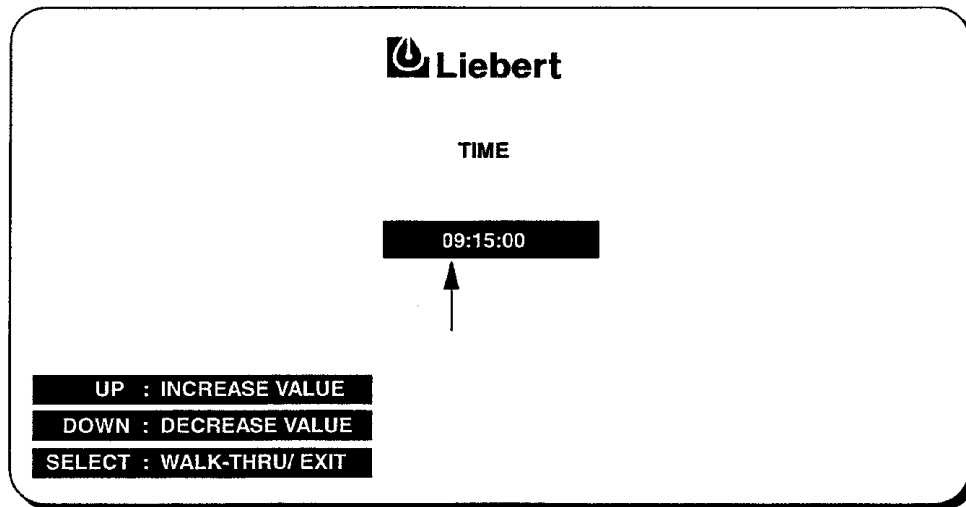 Liebert
TIME
09:15:00
UP : INCREASE VALUE
DOWN : DECREASE VALUE
SELECT : WALK-THRU/ EXIT